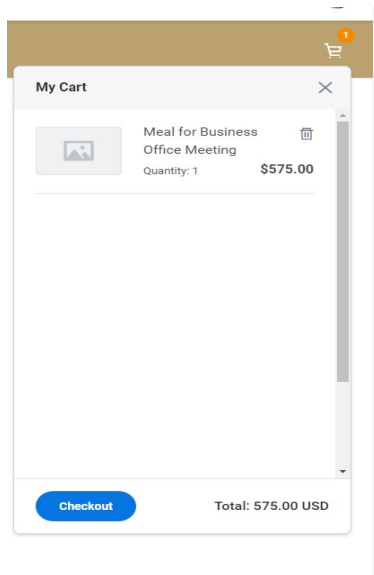 1
My Cart
Meal for Business
Office Meeting
Quantity: 1 $575.00
Checkout Total: 575.00 USD